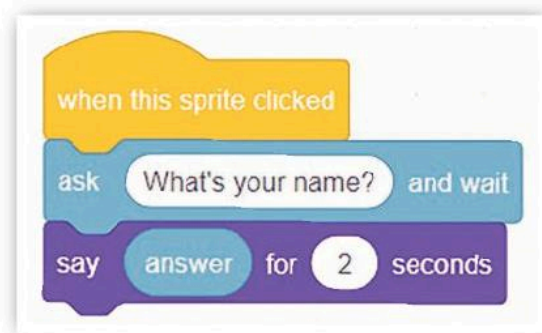 when this sprite clicked
ask What's your name? and wait
say answer for 2 seconds